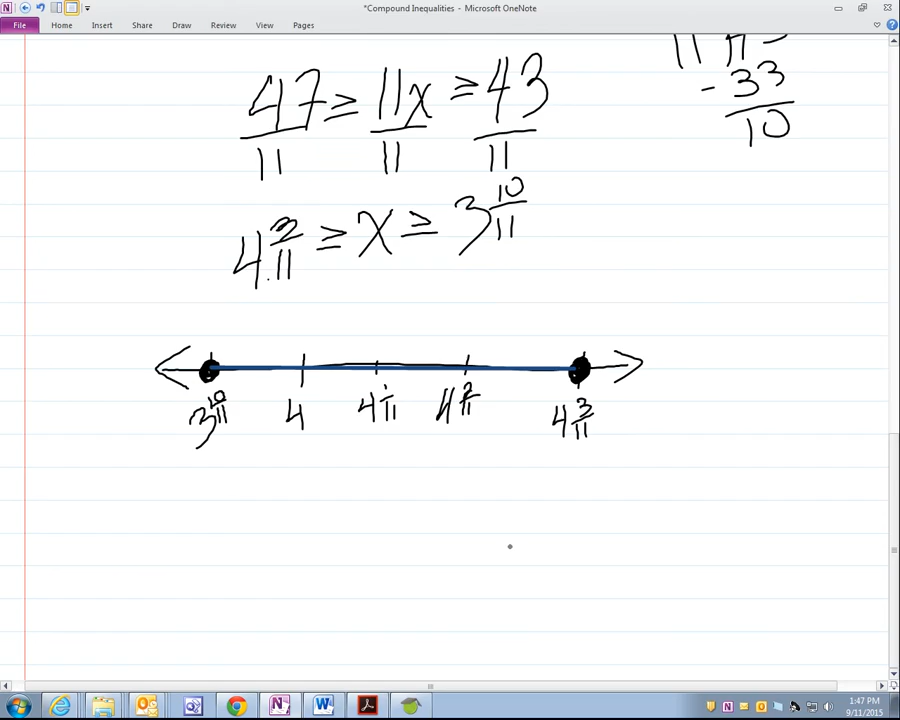 *Compound Inequalities - Microsoft OneNote
File Home Insert Share Draw Review View Pages
47 ≥ 11x ≥ 43
11 11 11
4 3/11 ≥ x ≥ 3 10/11
- 33
10
3 10/11 4 4 1/11 4 2/11 4 3/11
1:47 PM
9/11/2015